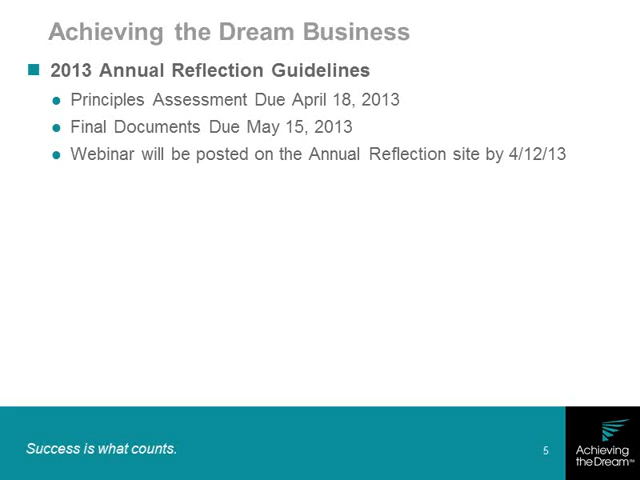 Achieving the Dream Business
2013 Annual Reflection Guidelines
Principles Assessment Due April 18, 2013
Final Documents Due May 15, 2013
Webinar will be posted on the Annual Reflection site by 4/12/13
Success is what counts.
5
Achieving
the Dream™